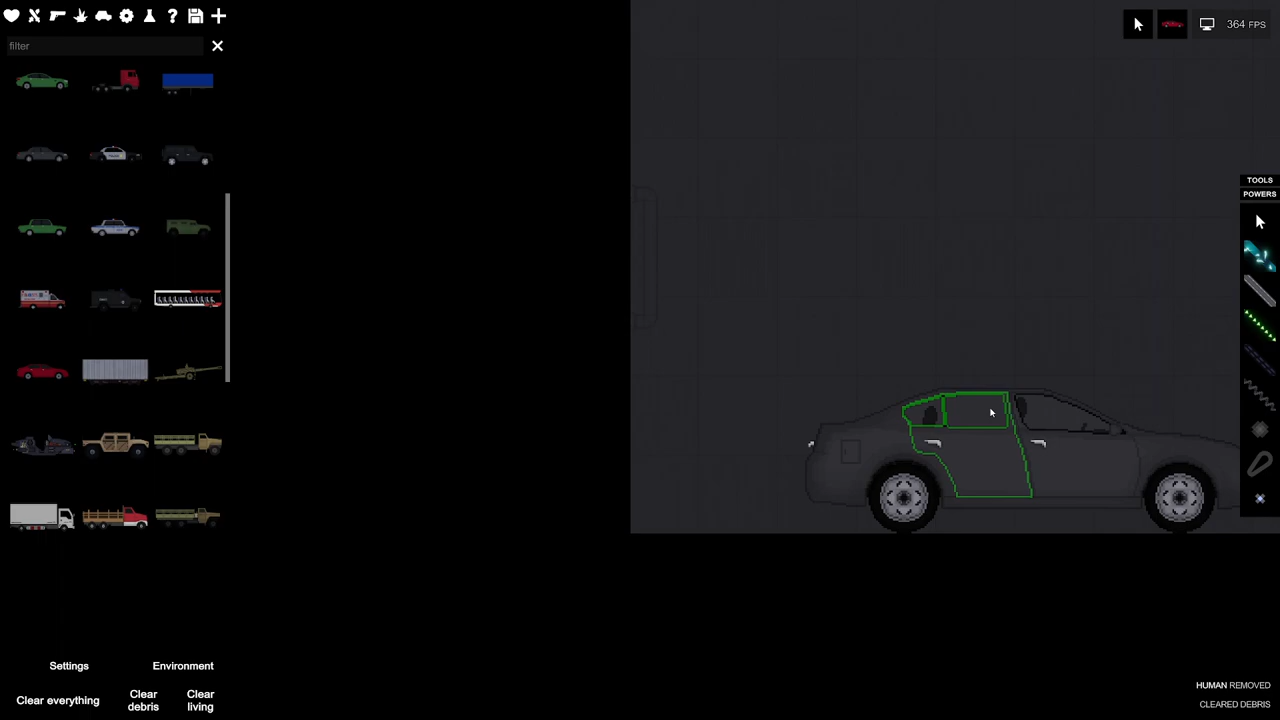 filter
364 FPS
TOOLS
POWERS
Settings
Environment
Clear everything
Clear
debris
Clear
living
HUMAN REMOVED
CLEARED DEBRIS